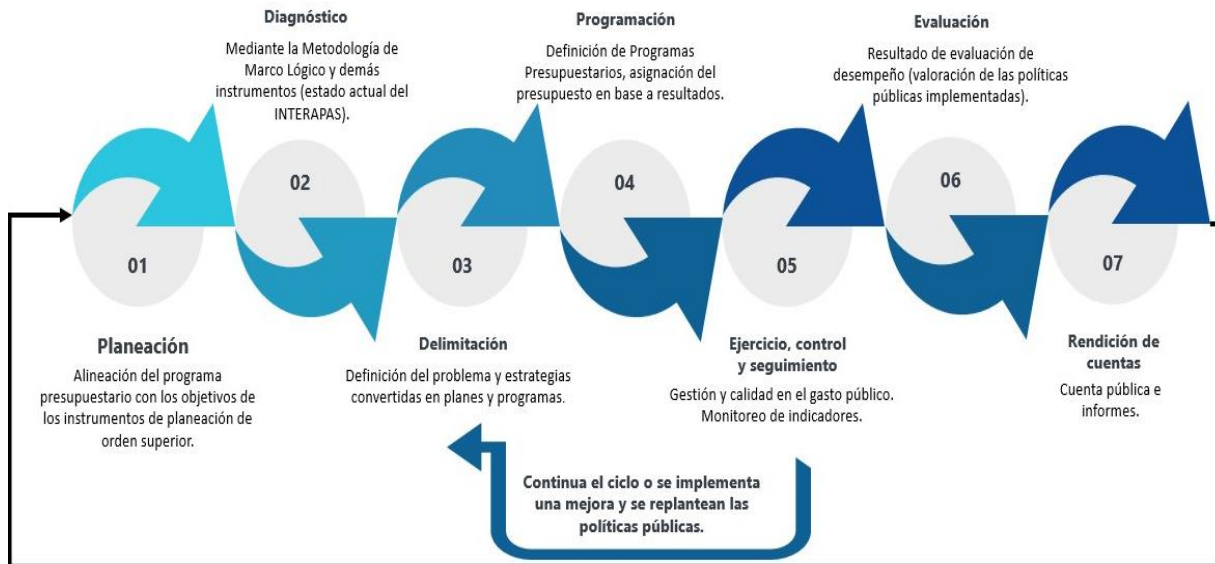 Diagnóstico
Mediante la Metodología de
Marco Lógico y demás
instrumentos (estado actual del
INTERAPAS).
Programación
Definición de Programas
Presupuestarios, asignación del
presupuesto en base a resultados.
Evaluación
Resultado de evaluación de
desempeño (valoración de las políticas
públicas implementadas).
01
02
03
04
05
06
07
Planeación
Alineación del programa
presupuestario con los objetivos de
los instrumentos de planeación de
orden superior.
Delimitación
Definición del problema y estrategias
convertidas en planes y programas.
Ejercicio, control
y seguimiento
Gestión y calidad en el gasto público.
Monitoreo de indicadores.
Rendición de
cuentas
Cuenta pública e
informes.
Continua el ciclo o se implementa
una mejora y se replantean las
políticas públicas.